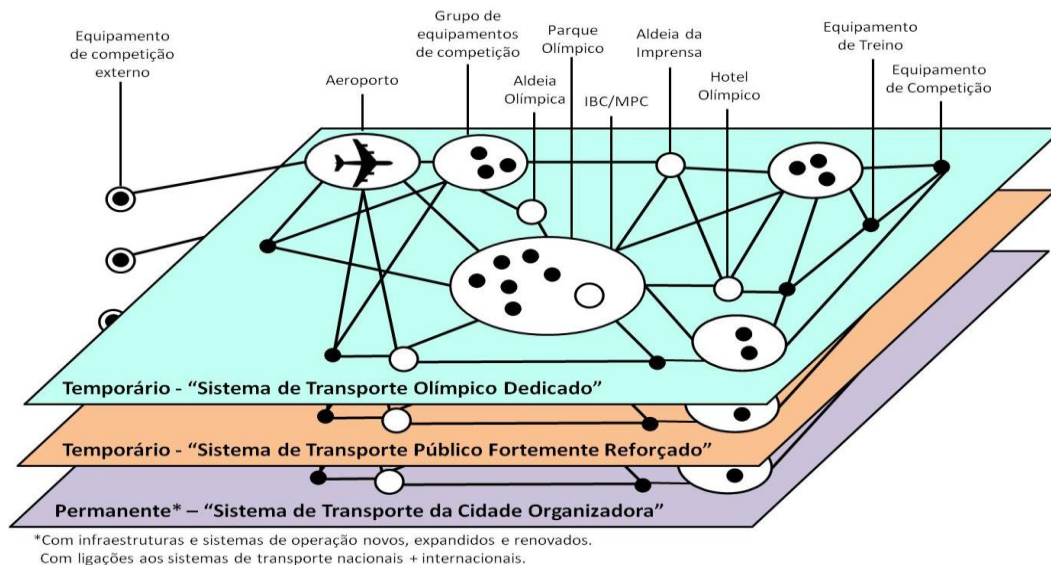 Equipamento
de competição
externo
Aeroporto
Grupo de
equipamentos
de competição
Aldeia
Olímpica
Parque
Olímpico
IBC/MPC
Aldeia da
Imprensa
Hotel
Olímpico
Equipamento
de Treino
Equipamento
de Competição
Temporário - “Sistema de Transporte Olímpico Dedicado”
Temporário - “Sistema de Transporte Público Fortemente Reforçado”
Permanente* – “Sistema de Transporte da Cidade Organizadora”
*Com infraestruturas e sistemas de operação novos, expandidos e renovados.
Com ligações aos sistemas de transporte nacionais + internacionais.